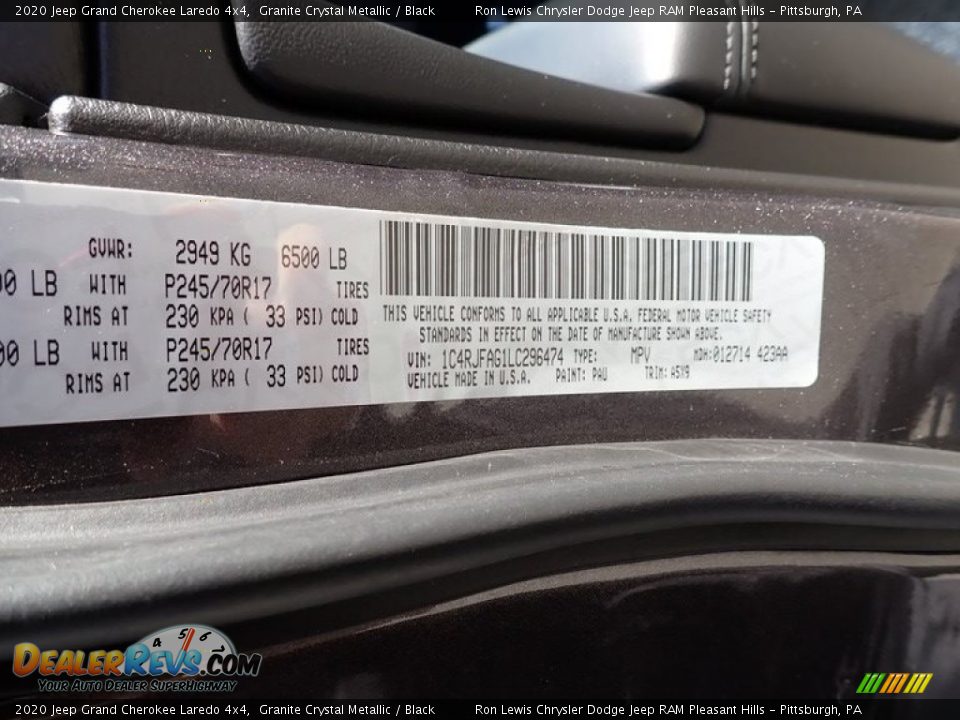 2020 Jeep Grand Cherokee Laredo 4x4, Granite Crystal Metallic / Black Ron Lewis Chrysler Dodge Jeep RAM Pleasant Hills - Pittsburgh, PA
GVWR: 2949 KG 6500 LB
00 LB WITH P245/70R17 TIRES
RIMS AT 230 KPA ( 33 PSI) COLD
00 LB WITH P245/70R17 TIRES
RIMS AT 230 KPA ( 33 PSI) COLD
THIS VEHICLE CONFORMS TO ALL APPLICABLE U.S.A. FEDERAL MOTOR VEHICLE SAFETY
STANDARDS IN EFFECT ON THE DATE OF MANUFACTURE SHOWN ABOVE.
VIN: 1C4RJFAG1LC296474 TYPE: MPV MDH:012714 423AA
VEHICLE MADE IN U.S.A. PAINT: PAU TRIM: A5X9
4 5 6
DEALERREVS.COM
Your Auto Dealer SuperHighway
2020 Jeep Grand Cherokee Laredo 4x4, Granite Crystal Metallic / Black Ron Lewis Chrysler Dodge Jeep RAM Pleasant Hills - Pittsburgh, PA